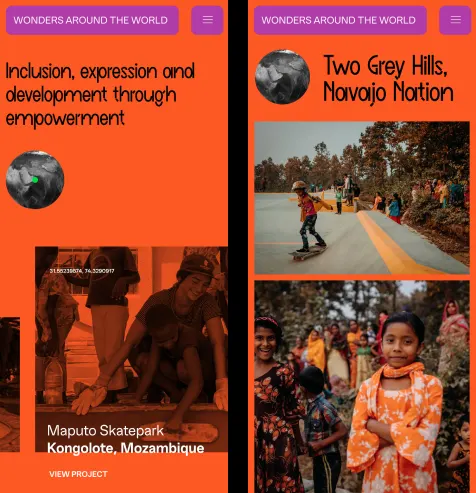 WONDERS AROUND THE WORLD
Inclusion, expression and
development through
empowerment
31.55239574, 74.3290917
Maputo Skatepark
Kongolote, Mozambique
VIEW PROJECT
WONDERS AROUND THE WORLD
Two Grey Hills,
Navajo Nation